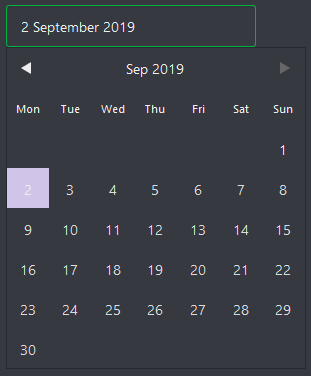 2 September 2019
Sep 2019
Mon Tue Wed Thu Fri Sat Sun
1
2 3 4 5 6 7 8
9 10 11 12 13 14 15
16 17 18 19 20 21 22
23 24 25 26 27 28 29
30